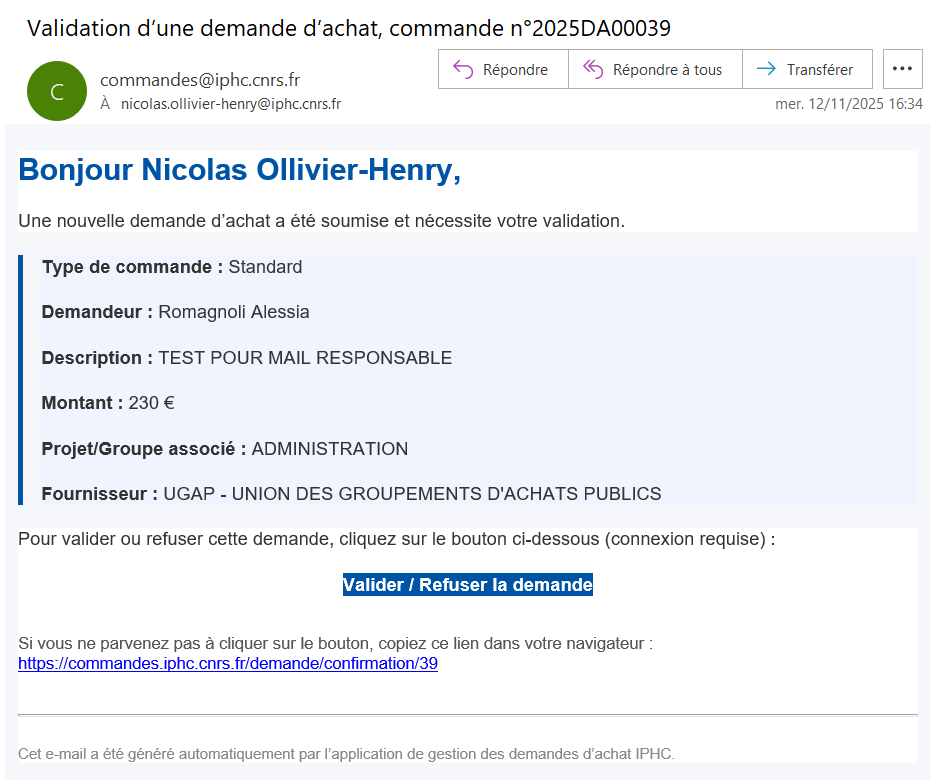 Validation d’une demande d’achat, commande n°2025DA00039
C
commandes@iphc.cnrs.fr
À nicolas.ollivier-henry@iphc.cnrs.fr
Répondre
Répondre à tous
Transférer
mer. 12/11/2025 16:34
Bonjour Nicolas Ollivier-Henry,
Une nouvelle demande d’achat a été soumise et nécessite votre validation.
Type de commande : Standard
Demandeur : Romagnoli Alessia
Description : TEST POUR MAIL RESPONSABLE
Montant : 230 €
Projet/Groupe associé : ADMINISTRATION
Fournisseur : UGAP - UNION DES GROUPEMENTS D'ACHATS PUBLICS
Pour valider ou refuser cette demande, cliquez sur le bouton ci-dessous (connexion requise) :
Valider / Refuser la demande
Si vous ne parvenez pas à cliquer sur le bouton, copiez ce lien dans votre navigateur :
https://commandes.iphc.cnrs.fr/demande/confirmation/39
Cet e-mail a été généré automatiquement par l’application de gestion des demandes d’achat IPHC.